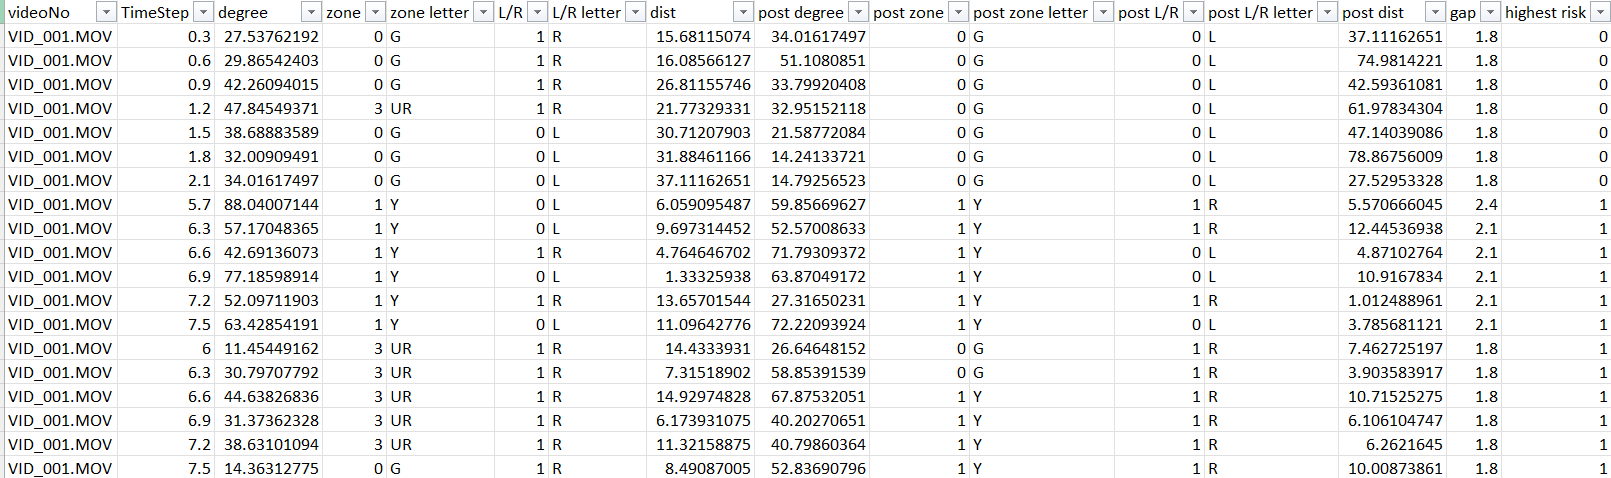 videoNo TimeStep degree zone zone letter L/R L/R letter dist post degree post zone post zone letter post L/R post L/R letter post dist gap highest risk
VID_001.MOV 0.3 27.53762192 0 G 1 R 15.68115074 34.01617497 0 G 0 L 37.11162651 1.8 0
VID_001.MOV 0.6 29.86542403 0 G 1 R 16.08566127 51.1080851 0 G 0 L 74.9814221 1.8 0
VID_001.MOV 0.9 42.26094015 0 G 1 R 26.81155746 33.79920408 0 G 0 L 42.59361081 1.8 0
VID_001.MOV 1.2 47.84549371 3 UR 1 R 21.77329331 32.95152118 0 G 0 L 61.97834304 1.8 0
VID_001.MOV 1.5 38.68883589 0 G 0 L 30.71207903 21.58772084 0 G 0 L 47.14039086 1.8 0
VID_001.MOV 1.8 32.00909491 0 G 0 L 31.88461166 14.24133721 0 G 0 L 78.86756009 1.8 0
VID_001.MOV 2.1 34.01617497 0 G 0 L 37.11162651 14.79256523 0 G 0 L 27.52953328 1.8 0
VID_001.MOV 5.7 88.04007144 1 Y 0 L 6.059095487 59.85669627 1 Y 1 R 5.570666045 2.4 1
VID_001.MOV 6.3 57.17048365 1 Y 0 L 9.697314452 52.57008633 1 Y 1 R 12.44536938 2.1 1
VID_001.MOV 6.6 42.69136073 1 Y 1 R 4.764646702 71.79309372 1 Y 0 L 4.87102764 2.1 1
VID_001.MOV 6.9 77.18598914 1 Y 0 L 1.33325938 63.87049172 1 Y 0 L 10.9167834 2.1 1
VID_001.MOV 7.2 52.09711903 1 Y 1 R 13.65701544 27.31650231 1 Y 1 R 1.012488961 2.1 1
VID_001.MOV 7.5 63.42854191 1 Y 0 L 11.09642776 72.22093924 1 Y 0 L 3.785681121 2.1 1
VID_001.MOV 6 11.45449162 3 UR 1 R 14.4333931 26.64648152 0 G 1 R 7.462725197 1.8 1
VID_001.MOV 6.3 30.79707792 3 UR 1 R 7.31518902 58.85391539 0 G 1 R 3.903583917 1.8 1
VID_001.MOV 6.6 44.63826836 3 UR 1 R 14.92974828 67.87532051 1 Y 1 R 10.71525275 1.8 1
VID_001.MOV 6.9 31.37362328 3 UR 1 R 6.173931075 40.20270651 1 Y 1 R 6.106104747 1.8 1
VID_001.MOV 7.2 38.63101094 3 UR 1 R 11.32158875 40.79860364 1 Y 1 R 6.2621645 1.8 1
VID_001.MOV 7.5 14.36312775 0 G 1 R 8.49087005 52.83690796 1 Y 1 R 10.00873861 1.8 1